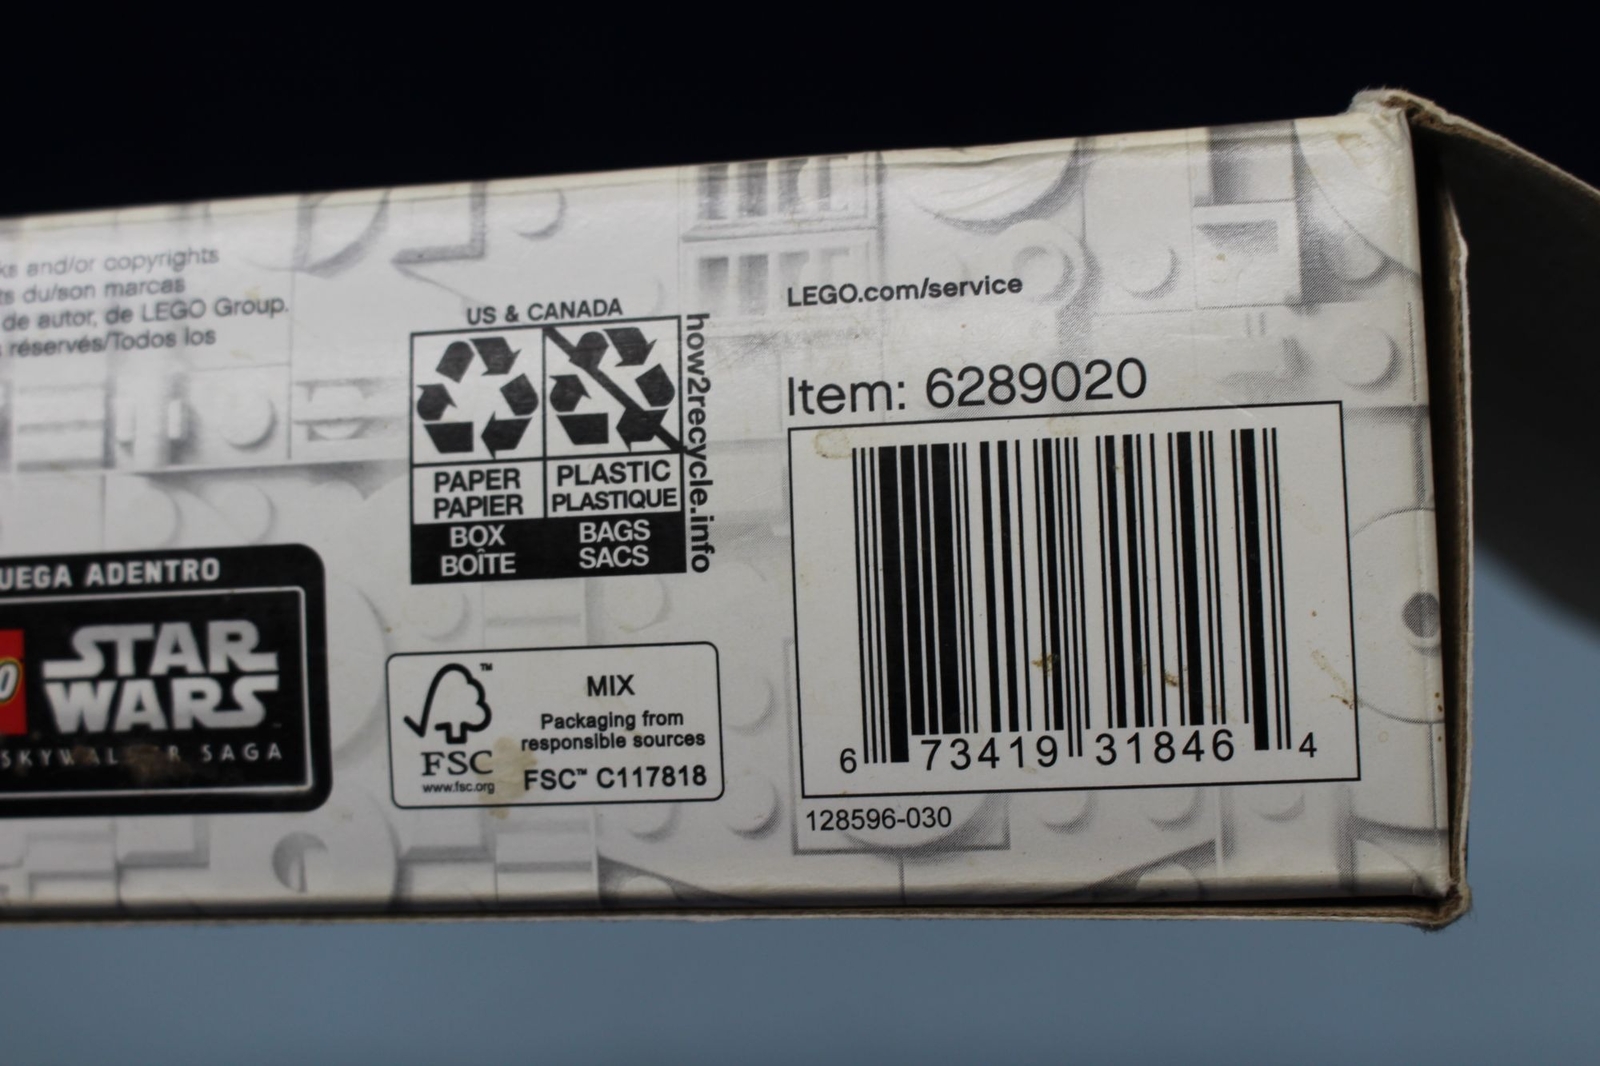 ks and/or copyrights
ts du/son marcas
de autor, de LEGO Group.
réservés/Todos los
US & CANADA
PAPER
PAPIER
BOX
BOÎTE
PLASTIC
PLASTIQUE
BAGS
SACS
how2recycle.info
LEGO.com/service
Item: 6289020
6 73419 31846 4
128596-030
UEGA ADENTRO
STAR
WARS
SKYWALKER SAGA
FSC™
www.fsc.org
MIX
Packaging from
responsible sources
FSC™ C117818